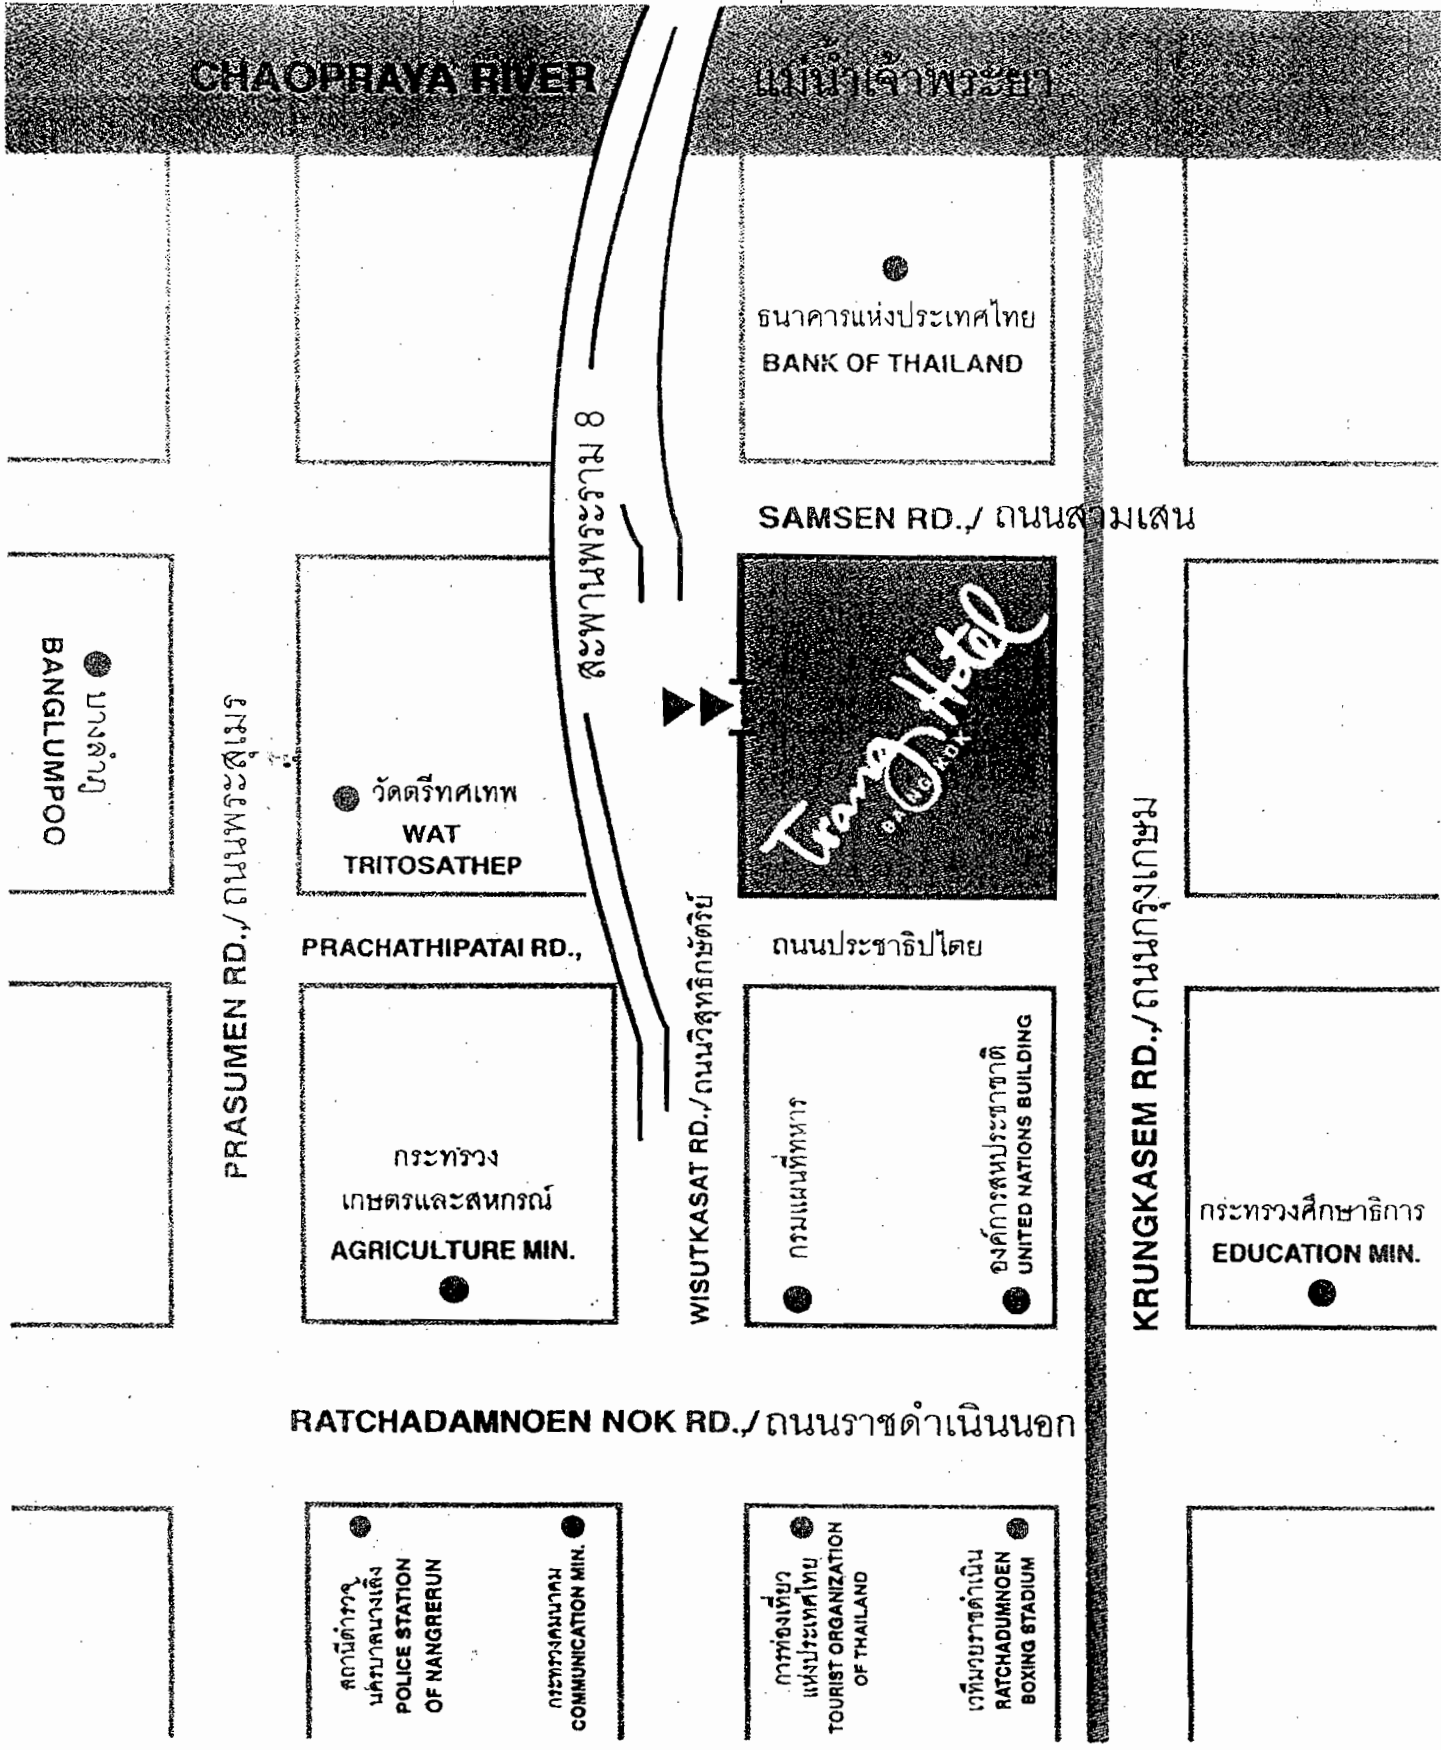 CHAOPRAYA RIVER
แม่น้ำเจ้าพระยา
ธนาคารแห่งประเทศไทย
BANK OF THAILAND
สะพานพระราม 8
SAMSEN RD.,/ ถนนสามเสน
Trang Hotel
BANGKOK
บางลำภู
BANGLUMPOO
PRASUMEN RD.,/ถนนพระสุเมรุ
วัดตรีทศเทพ
WAT
TRITOSATHEP
PRACHATHIPATAI RD.,
ถนนประชาธิปไตย
WISUTKASAT RD.,/ถนนวิสุทธิกษัตริย์
KRUNGKASEM RD.,/ถนนกรุงเกษม
กระทรวง
เกษตรและสหกรณ์
AGRICULTURE MIN.
กรมแผนที่ทหาร
องค์การสหประชาชาติ
UNITED NATIONS BUILDING
กระทรวงศึกษาธิการ
EDUCATION MIN.
RATCHADAMNOEN NOK RD.,/ถนนราชดำเนินนอก
สถานีตำรวจ
นครบาลนางเลิ้ง
POLICE STATION
OF NANGRERUN
กระทรวงคมนาคม
COMMUNICATION MIN.
การท่องเที่ยว
แห่งประเทศไทย
TOURIST ORGANIZATION
OF THAILAND
เวทีมวยราชดำเนิน
RATCHADUMNOEN
BOXING STADIUM